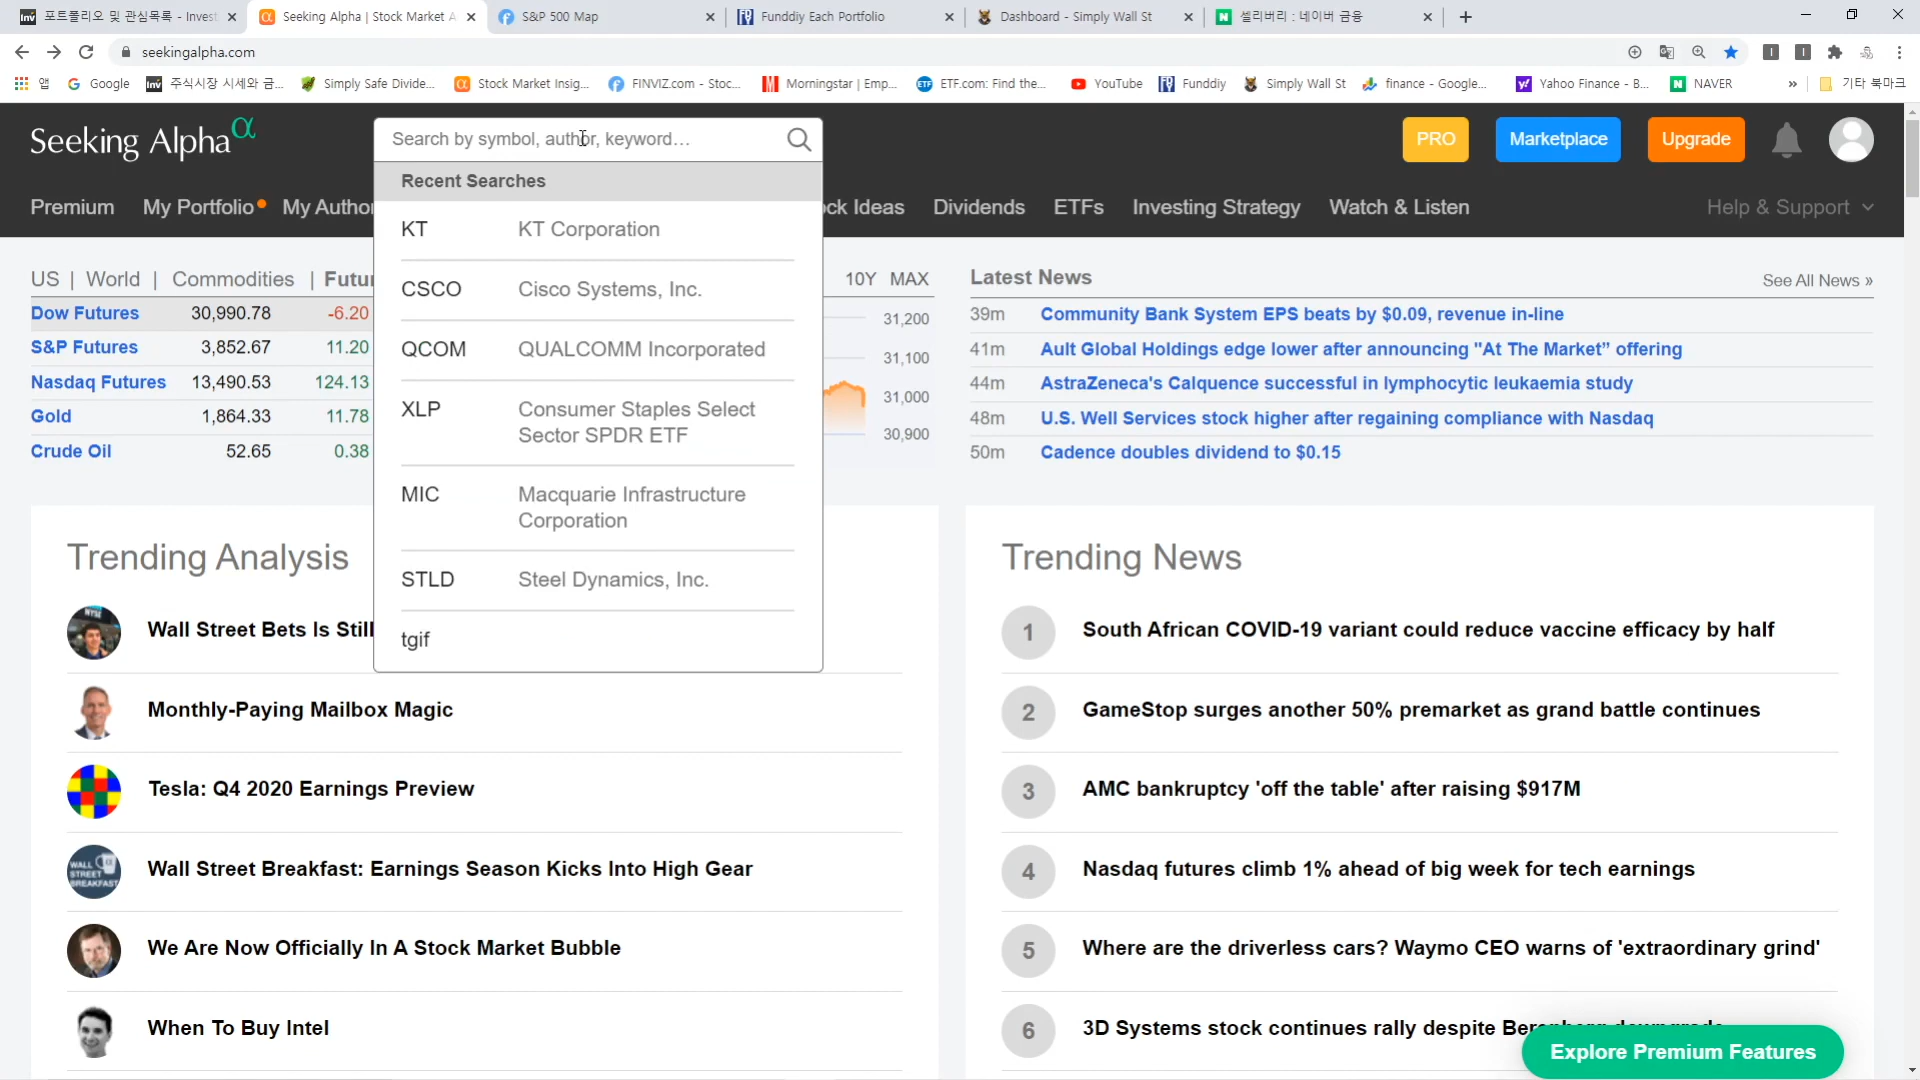 포트폴리오 및 관심목록 - Invest
Seeking Alpha | Stock Market A
S&P 500 Map
Funddiy Each Portfolio
Dashboard - Simply Wall St
셀리버리 : 네이버 금융
seekingalpha.com
앱
Google
주식시장 시세와 금...
Simply Safe Divide...
Stock Market Insig...
FINVIZ.com - Stoc...
Morningstar | Emp...
ETF.com: Find the...
YouTube
Funddiy
Simply Wall St
finance - Google...
Yahoo Finance - B...
NAVER
»
기타 북마크
Seeking Alpha α
Search by symbol, author, keyword...
PRO
Marketplace
Upgrade
Premium
My Portfolio
My Author
ck Ideas
Dividends
ETFs
Investing Strategy
Watch & Listen
Help & Support
Recent Searches
KT KT Corporation
CSCO Cisco Systems, Inc.
QCOM QUALCOMM Incorporated
XLP Consumer Staples Select
Sector SPDR ETF
MIC Macquarie Infrastructure
Corporation
STLD Steel Dynamics, Inc.
tgif
US | World | Commodities | Futur
Dow Futures 30,990.78 -6.20
S&P Futures 3,852.67 11.20
Nasdaq Futures 13,490.53 124.13
Gold 1,864.33 11.78
Crude Oil 52.65 0.38
10Y MAX
31,200
31,100
31,000
30,900
Latest News
See All News »
39m Community Bank System EPS beats by $0.09, revenue in-line
41m Ault Global Holdings edge lower after announcing "At The Market” offering
44m AstraZeneca's Calquence successful in lymphocytic leukaemia study
48m U.S. Well Services stock higher after regaining compliance with Nasdaq
50m Cadence doubles dividend to $0.15
Trending Analysis
Wall Street Bets Is Still
Monthly-Paying Mailbox Magic
Tesla: Q4 2020 Earnings Preview
WALL
STREET
BREAKFAST
Wall Street Breakfast: Earnings Season Kicks Into High Gear
We Are Now Officially In A Stock Market Bubble
When To Buy Intel
Trending News
1 South African COVID-19 variant could reduce vaccine efficacy by half
2 GameStop surges another 50% premarket as grand battle continues
3 AMC bankruptcy 'off the table' after raising $917M
4 Nasdaq futures climb 1% ahead of big week for tech earnings
5 Where are the driverless cars? Waymo CEO warns of 'extraordinary grind'
6 3D Systems stock continues rally despite
Explore Premium Features